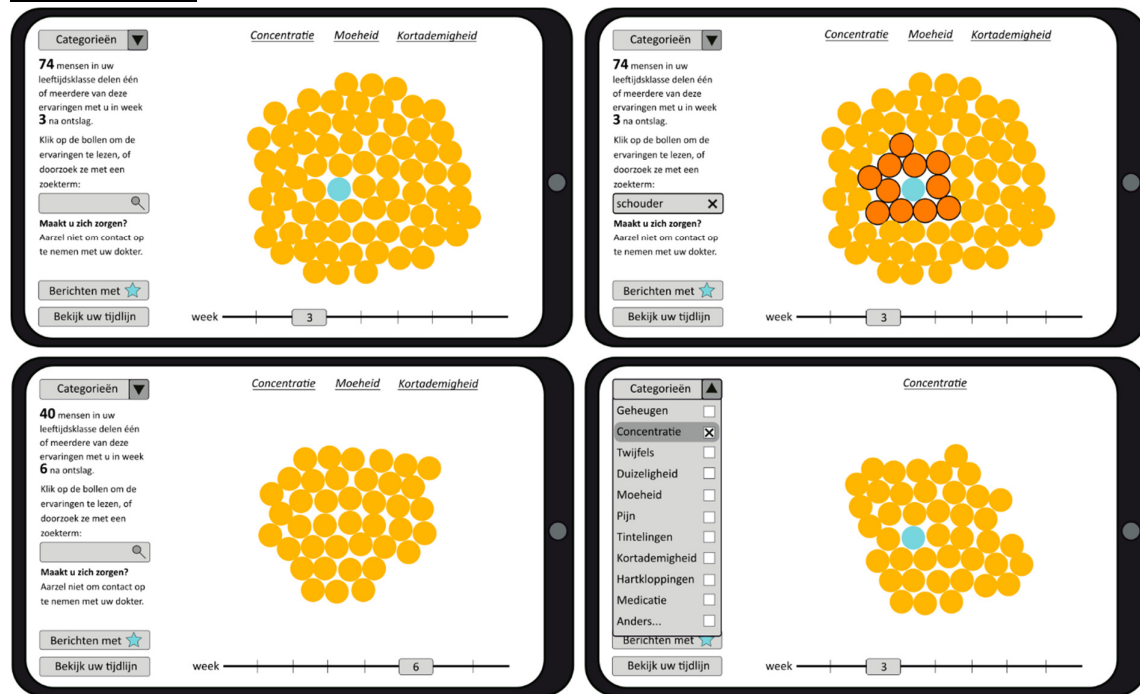 Categorieën
Concentratie Moeheid Kortademigheid
74 mensen in uw
leeftijdsklasse delen één
of meerdere van deze
ervaringen met u in week
3 na ontslag.
Klik op de bollen om de
ervaringen te lezen, of
doorzoek ze met een
zoekterm:
Maakt u zich zorgen?
Aarzel niet om contact op
te nemen met uw dokter.
Berichten met
Bekijk uw tijdlijn
week 3
Categorieën
Concentratie Moeheid Kortademigheid
74 mensen in uw
leeftijdsklasse delen één
of meerdere van deze
ervaringen met u in week
3 na ontslag.
Klik op de bollen om de
ervaringen te lezen, of
doorzoek ze met een
zoekterm:
schouder
Maakt u zich zorgen?
Aarzel niet om contact op
te nemen met uw dokter.
Berichten met
Bekijk uw tijdlijn
week 3
Categorieën
Concentratie Moeheid Kortademigheid
40 mensen in uw
leeftijdsklasse delen één
of meerdere van deze
ervaringen met u in week
6 na ontslag.
Klik op de bollen om de
ervaringen te lezen, of
doorzoek ze met een
zoekterm:
Maakt u zich zorgen?
Aarzel niet om contact op
te nemen met uw dokter.
Berichten met
Bekijk uw tijdlijn
week 6
Categorieën
Concentratie
Geheugen
Concentratie
Twijfels
Duizeligheid
Moeheid
Pijn
Tintelingen
Kortademigheid
Hartkloppingen
Medicatie
Anders...
Berichten met
Bekijk uw tijdlijn
week 3